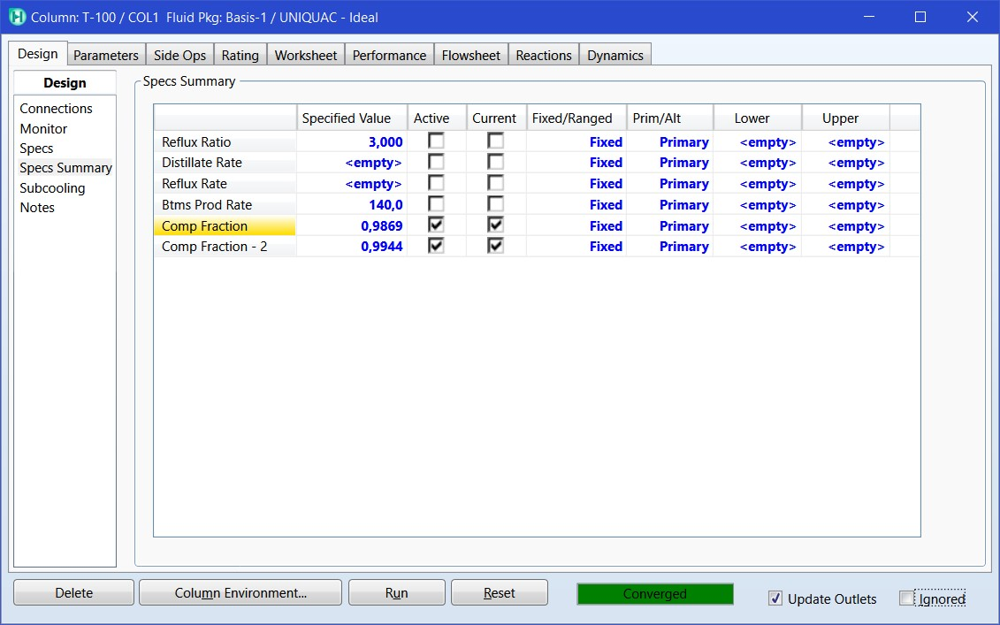 Column: T-100 / COL1 Fluid Pkg: Basis-1 / UNIQUAC - Ideal
Design Parameters Side Ops Rating Worksheet Performance Flowsheet Reactions Dynamics
Design
Connections
Monitor
Specs
Specs Summary
Subcooling
Notes
Specs Summary
Specified Value Active Current Fixed/Ranged Prim/Alt Lower Upper
Reflux Ratio 3,000 Fixed Primary <empty> <empty>
Distillate Rate <empty> Fixed Primary <empty> <empty>
Reflux Rate <empty> Fixed Primary <empty> <empty>
Btms Prod Rate 140,0 Fixed Primary <empty> <empty>
Comp Fraction 0,9869 Fixed Primary <empty> <empty>
Comp Fraction - 2 0,9944 Fixed Primary <empty> <empty>
Delete Column Environment... Run Reset Converged Update Outlets Ignored